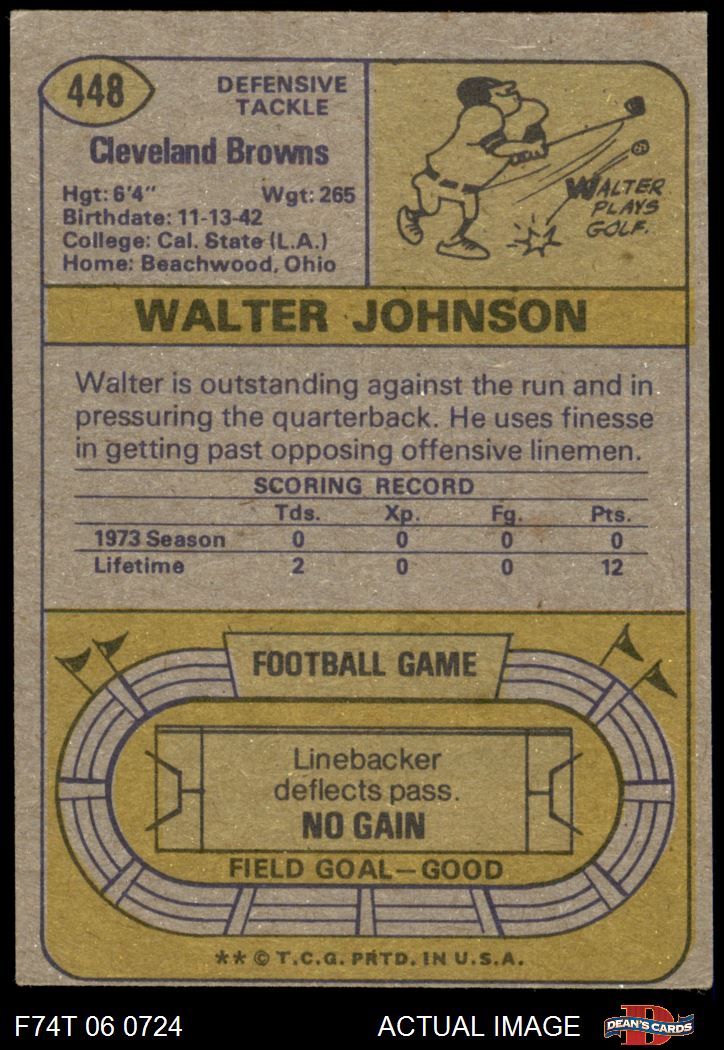 448
DEFENSIVE
TACKLE
Cleveland Browns
Hgt: 6'4" Wgt: 265
Birthdate: 11-13-42
College: Cal. State (L.A.)
Home: Beachwood, Ohio
WALTER
PLAYS
GOLF.
WALTER JOHNSON
Walter is outstanding against the run and in
pressuring the quarterback. He uses finesse
in getting past opposing offensive linemen.
SCORING RECORD
Tds. Xp. Fg. Pts.
1973 Season 0 0 0 0
Lifetime 2 0 0 12
FOOTBALL GAME
Linebacker
deflects pass.
NO GAIN
FIELD GOAL—GOOD
** © T.C.G. PRTD. IN U.S.A.
F74T 06 0724 ACTUAL IMAGE
D
DEAN'S CARDS